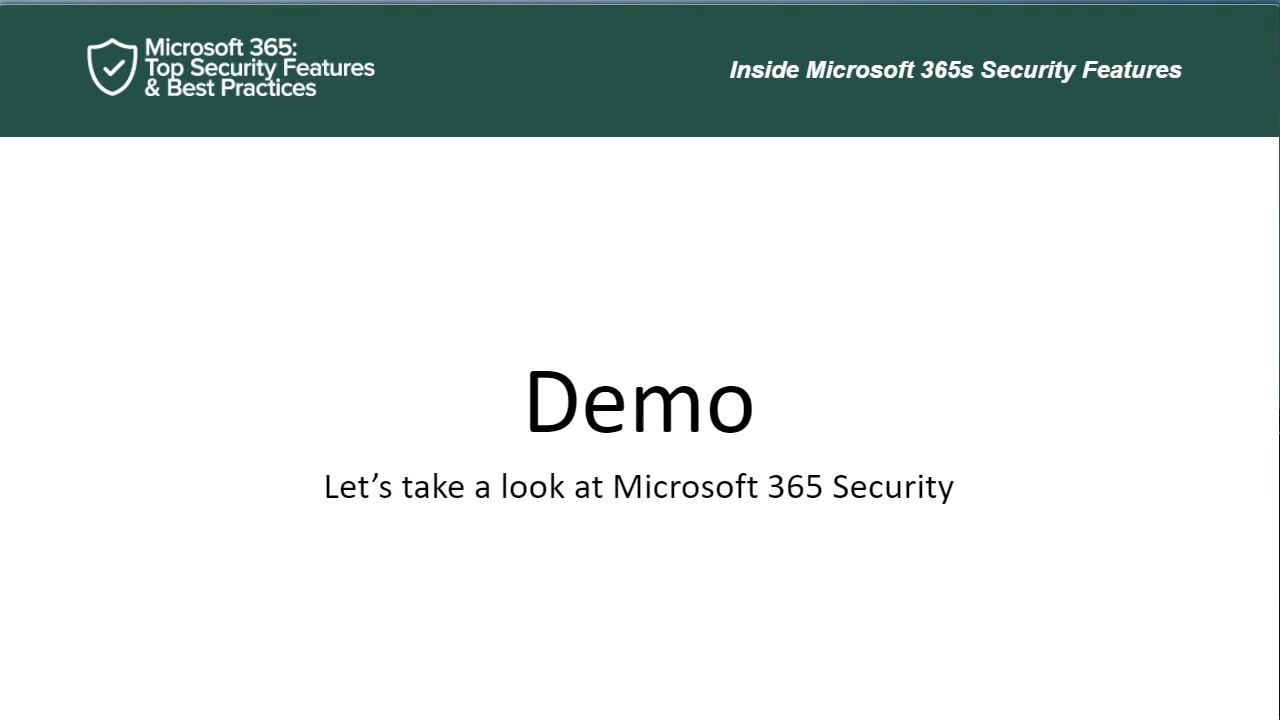 Microsoft 365:
Top Security Features
& Best Practices
Inside Microsoft 365s Security Features
Demo
Let’s take a look at Microsoft 365 Security